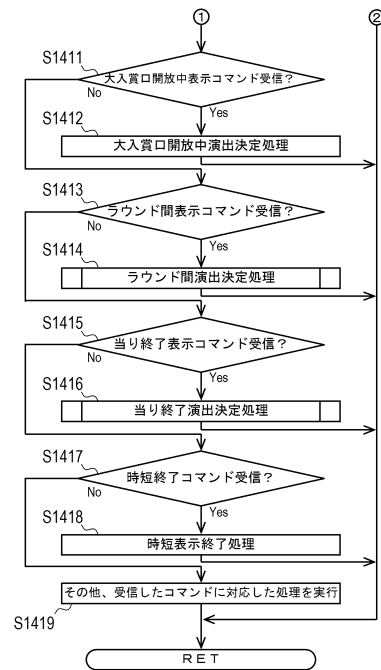 ① ②
S1411
大入賞口開放中表示コマンド受信？
No
Yes
S1412
大入賞口開放中演出決定処理
S1413
ラウンド間表示コマンド受信？
No
Yes
S1414
ラウンド間演出決定処理
S1415
当り終了表示コマンド受信？
No
Yes
S1416
当り終了演出決定処理
S1417
時短終了コマンド受信？
No
Yes
S1418
時短表示終了処理
その他、受信したコマンドに対応した処理を実行
S1419
ＲＥＴ